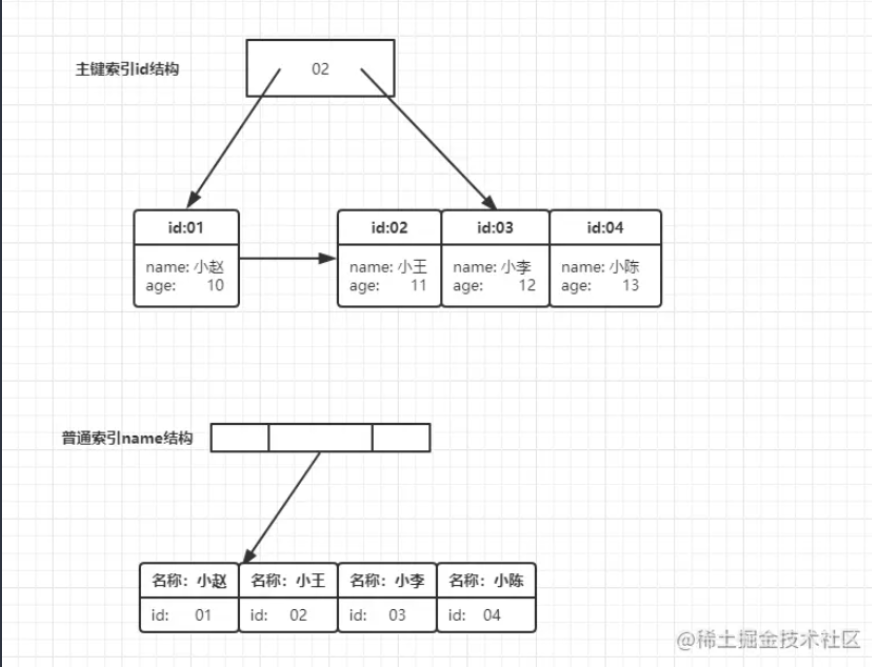 主键索引id结构
02
id:01
id:02
id:03
id:04
name: 小赵
name: 小王
name: 小李
name: 小陈
age: 10
age: 11
age: 12
age: 13
普通索引name结构
名称：小赵
名称：小王
名称：小李
名称：小陈
id: 01
id: 02
id: 03
id: 04
@稀土掘金技术社区